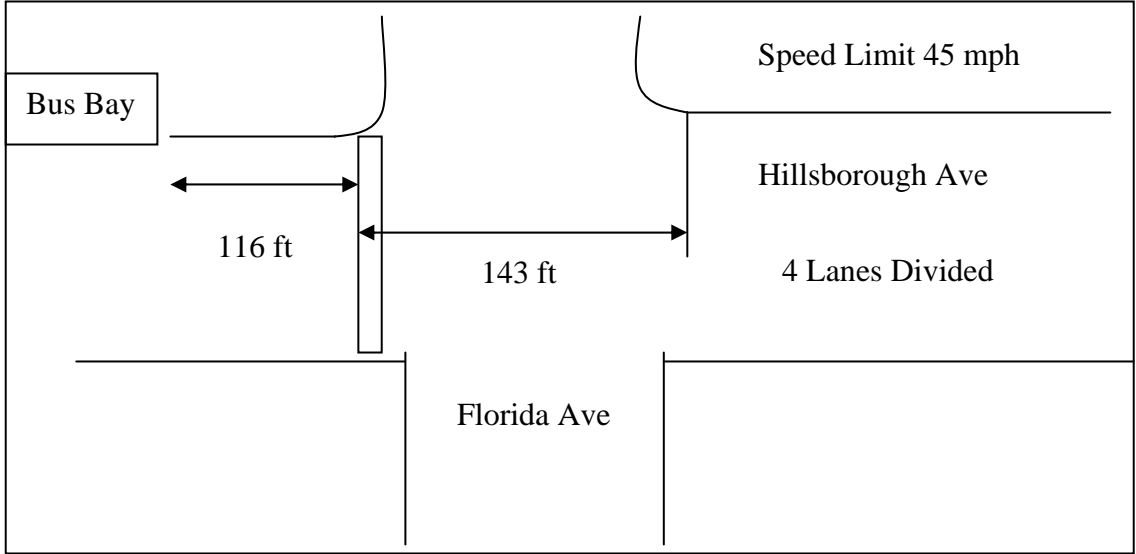 Speed Limit 45 mph
Bus Bay
Hillsborough Ave
116 ft
143 ft
4 Lanes Divided
Florida Ave